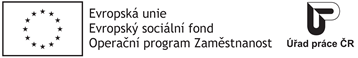 Evropská unie
Evropský sociální fond
Operační program Zaměstnanost
Úřad práce ČR